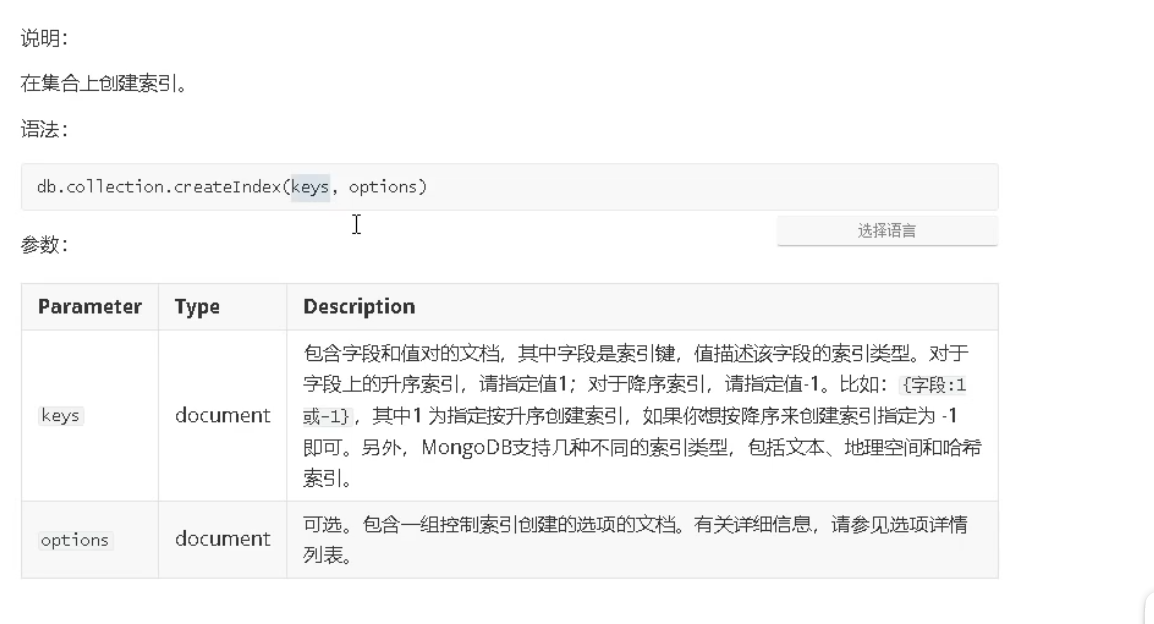 说明：
在集合上创建索引。
语法：
db.collection.createIndex(keys, options)
选择语言
参数：
Parameter Type Description
包含字段和值对的文档，其中字段是索引键，值描述该字段的索引类型。对于
字段上的升序索引，请指定值1；对于降序索引，请指定值-1。比如：{字段:1
keys document 或-1}，其中1 为指定按升序创建索引，如果你想按降序来创建索引指定为 -1
即可。另外，MongoDB支持几种不同的索引类型，包括文本、地理空间和哈希
索引。
options document 可选。包含一组控制索引创建的选项的文档。有关详细信息，请参见选项详情
列表。